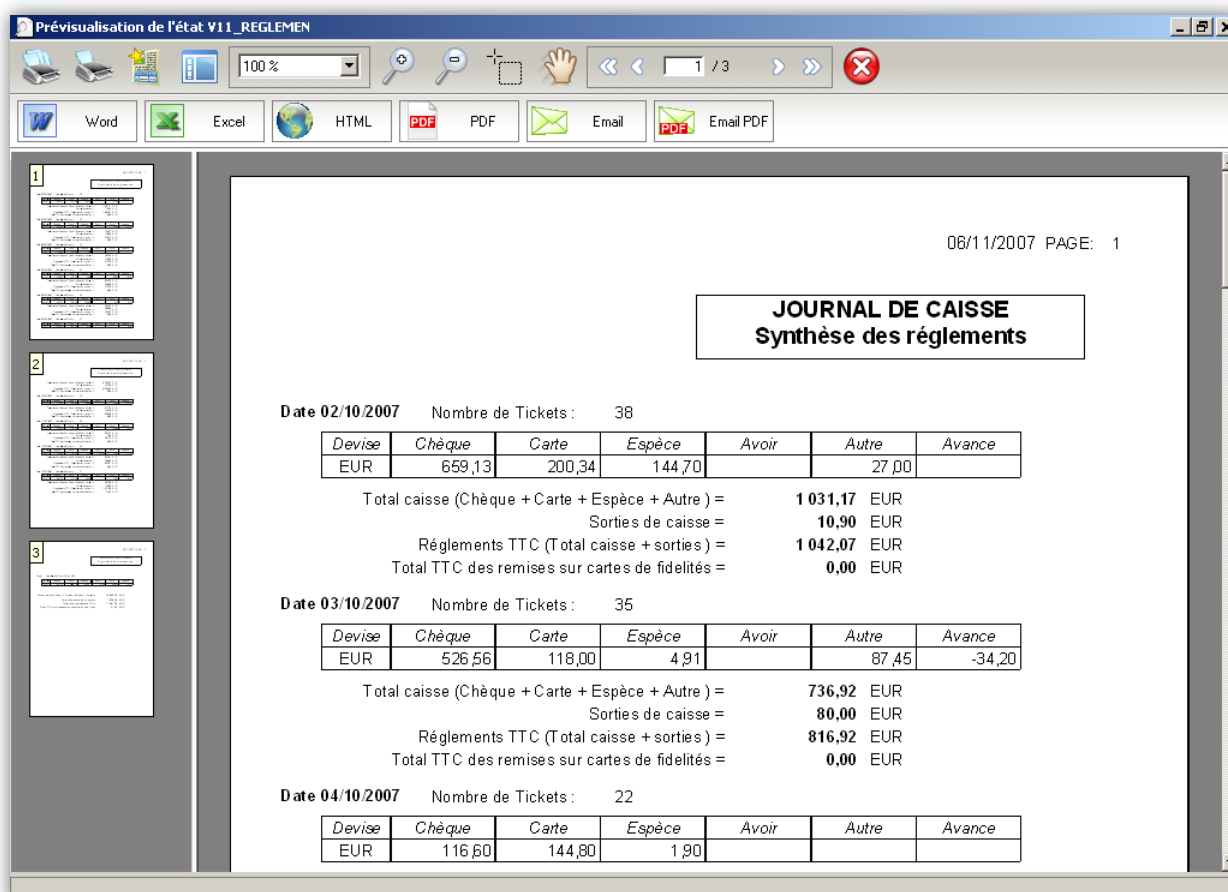 Prévisualisation de l'état V11_REGLEMEN
100 % 1 / 3
W Word Excel HTML PDF PDF Email PDF Email PDF
1
2
3
06/11/2007 PAGE: 1
JOURNAL DE CAISSE
Synthèse des réglements
Date 02/10/2007 Nombre de Tickets : 38
Devise Chèque Carte Espèce Avoir Autre Avance
EUR 659,13 200,34 144,70 27,00
Total caisse (Chèque + Carte + Espèce + Autre ) = 1 031,17 EUR
Sorties de caisse = 10,90 EUR
Réglements TTC (Total caisse + sorties ) = 1 042,07 EUR
Total TTC des remises sur cartes de fidelités = 0,00 EUR
Date 03/10/2007 Nombre de Tickets : 35
Devise Chèque Carte Espèce Avoir Autre Avance
EUR 526,56 118,00 4,91 87,45 -34,20
Total caisse (Chèque + Carte + Espèce + Autre ) = 736,92 EUR
Sorties de caisse = 80,00 EUR
Réglements TTC (Total caisse + sorties ) = 816,92 EUR
Total TTC des remises sur cartes de fidelités = 0,00 EUR
Date 04/10/2007 Nombre de Tickets : 22
Devise Chèque Carte Espèce Avoir Autre Avance
EUR 116,60 144,80 1,90